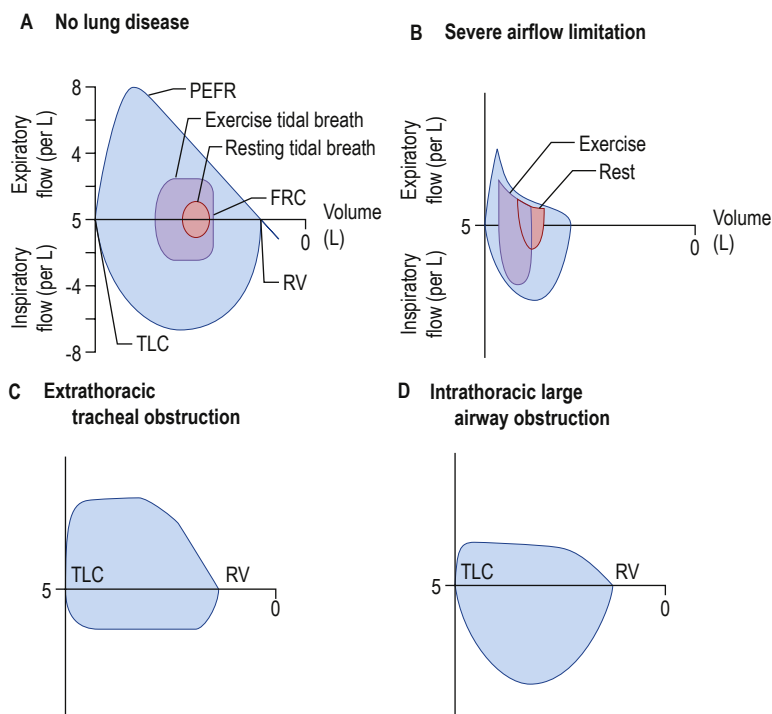 A No lung disease
8
4
5
-4
-8
Expiratory
flow (per L)
Inspiratory
flow (per L)
PEFR
Exercise tidal breath
Resting tidal breath
FRC
Volume
(L)
0
RV
TLC
B Severe airflow limitation
Expiratory
flow (per L)
Inspiratory
flow (per L)
Exercise
Rest
5
Volume
(L)
0
C Extrathoracic
tracheal obstruction
TLC
RV
5
0
D Intrathoracic large
airway obstruction
TLC
RV
5
0